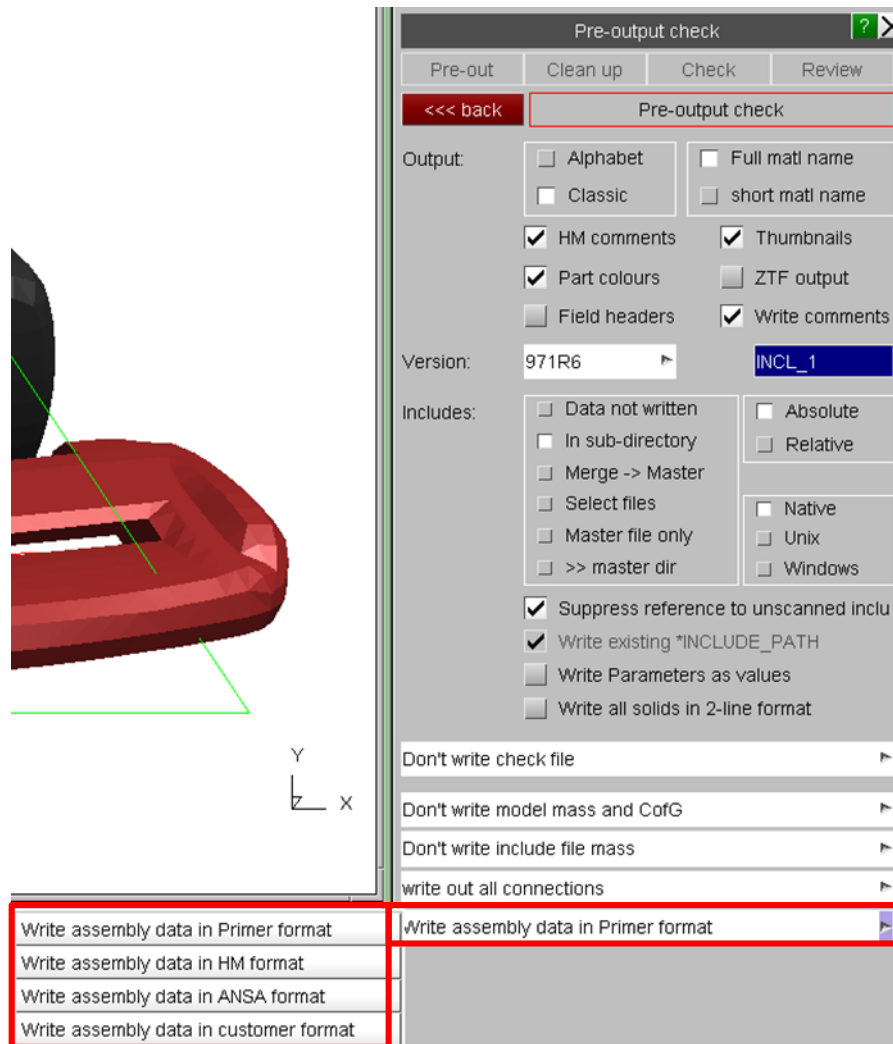 Pre-output check
?
Pre-out Clean up Check Review
<<< back Pre-output check
Output: Alphabet Full matl name
Classic short matl name
HM comments Thumbnails
Part colours ZTF output
Field headers Write comments
Version: 971R6 INCL_1
Includes: Data not written Absolute
In sub-directory Relative
Merge -> Master
Select files Native
Master file only Unix
>> master dir Windows
Suppress reference to unscanned inclu
Write existing *INCLUDE_PATH
Write Parameters as values
Write all solids in 2-line format
Y
Z X
Don't write check file
Don't write model mass and CofG
Don't write include file mass
write out all connections
Write assembly data in Primer format
Write assembly data in Primer format
Write assembly data in HM format
Write assembly data in ANSA format
Write assembly data in customer format